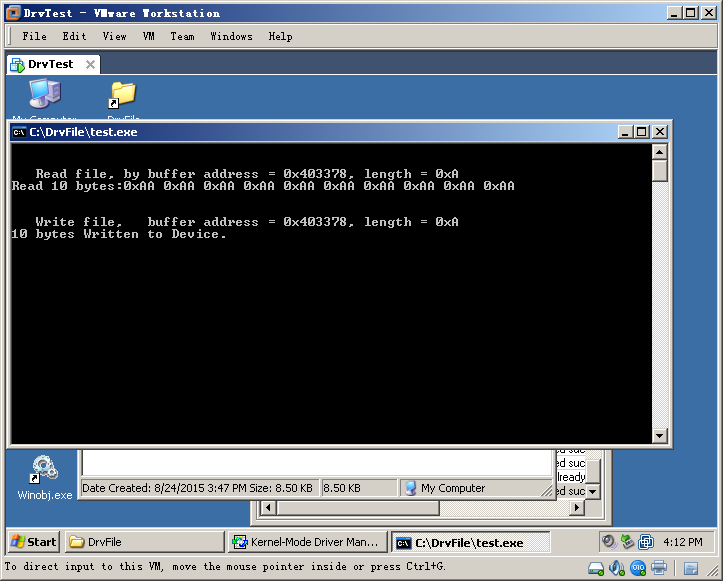 DrvTest - VMware Workstation
File Edit View VM Team Windows Help
DrvTest
My Computer DrvFile
C:\DrvFile\test.exe
Read file, by buffer address = 0x403378, length = 0xA
Read 10 bytes:0xAA 0xAA 0xAA 0xAA 0xAA 0xAA 0xAA 0xAA 0xAA 0xAA
Write file, buffer address = 0x403378, length = 0xA
10 bytes Written to Device.
ed suc
lready
ed suc
Winobj.exe
Date Created: 8/24/2015 3:47 PM Size: 8.50 KB 8.50 KB My Computer
Start DrvFile Kernel-Mode Driver Man... C:\DrvFile\test.exe 4:12 PM
To direct input to this VM, move the mouse pointer inside or press Ctrl+G.